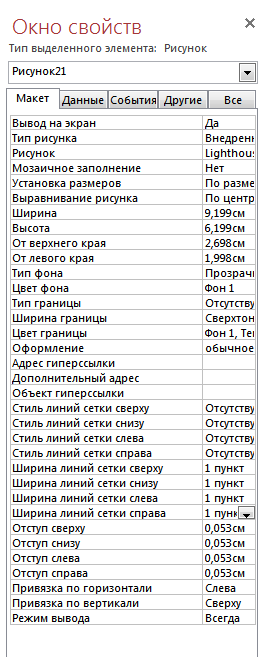 Окно свойств
Тип выделенного элемента: Рисунок
Рисунок21
Макет Данные События Другие Все
Вывод на экран Да
Тип рисунка Внедренн
Рисунок Lighthous
Мозаичное заполнение Нет
Установка размеров По разме
Выравнивание рисунка По центр
Ширина 9,199см
Высота 6,199см
От верхнего края 2,698см
От левого края 1,998см
Тип фона Прозрачн
Цвет фона Фон 1
Тип границы Отсутству
Ширина границы Сверхтон
Цвет границы Фон 1, Тем
Оформление обычное
Адрес гиперссылки
Дополнительный адрес
Объект гиперссылки
Стиль линий сетки сверху Отсутству
Стиль линий сетки снизу Отсутству
Стиль линий сетки слева Отсутству
Стиль линий сетки справа Отсутству
Ширина линий сетки сверху 1 пункт
Ширина линий сетки снизу 1 пункт
Ширина линий сетки слева 1 пункт
Ширина линий сетки справа 1 пунк
Отступ сверху 0,053см
Отступ снизу 0,053см
Отступ слева 0,053см
Отступ справа 0,053см
Привязка по горизонтали Слева
Привязка по вертикали Сверху
Режим вывода Всегда